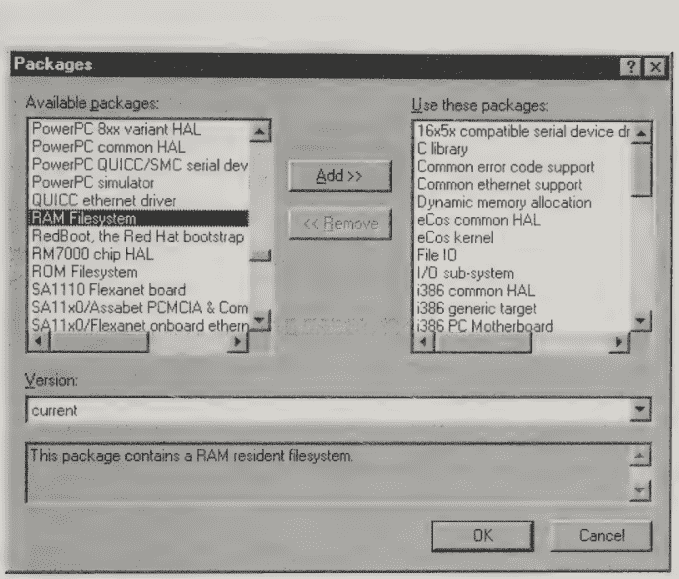 Packages
? ×
Available packages:
PowerPC 8xx variant HAL
PowerPC common HAL
PowerPC QUICC/SMC serial dev
PowerPC simulator
QUICC ethernet driver
RAM Filesystem
RedBoot, the Red Hat bootstrap
RM7000 chip HAL
ROM Filesystem
SA1110 Flexanet board
SA11x0/Assabet PCMCIA & Com
SA11x0/Flexanet onboard ethern
Add >>
<< Remove
Use these packages:
16x5x compatible serial device dr
C library
Common error code support
Common ethernet support
Dynamic memory allocation
eCos common HAL
eCos kernel
File IO
I/O sub-system
i386 common HAL
i386 generic target
i386 PC Motherboard
Version:
current
This package contains a RAM resident filesystem.
OK
Cancel